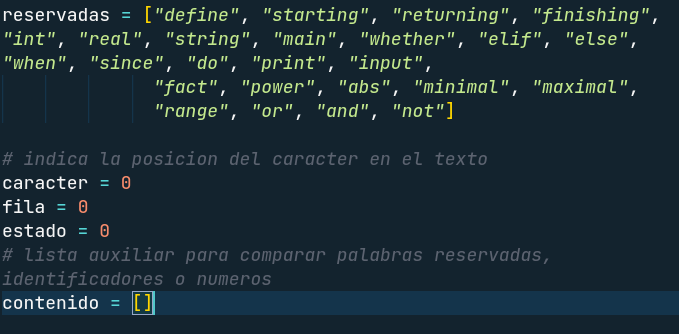 reservadas = ["define", "starting", "returning", "finishing",
"int", "real", "string", "main", "whether", "elif", "else",
"when", "since", "do", "print", "input",
"fact", "power", "abs", "minimal", "maximal",
"range", "or", "and", "not"]
# indica la posicion del caracter en el texto
caracter = 0
fila = 0
estado = 0
# lista auxiliar para comparar palabras reservadas,
identificadores o numeros
contenido = []